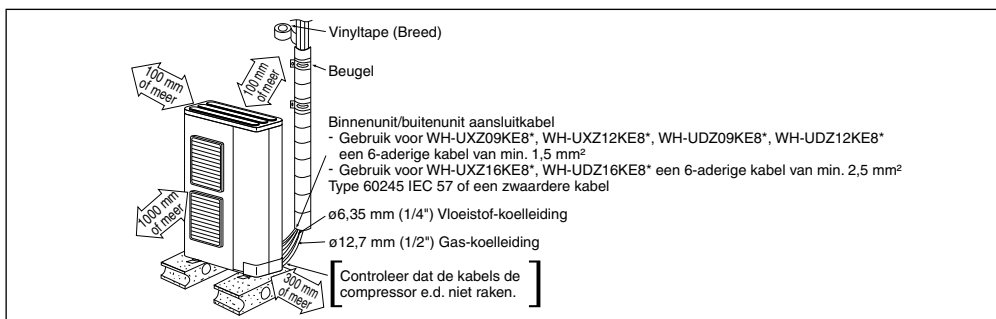 Vinyltape (Breed)
Beugel
100 mm
of meer
100 mm
of meer
Binnenunit/buitenunit aansluitkabel
- Gebruik voor WH-UXZ09KE8*, WH-UXZ12KE8*, WH-UDZ09KE8*, WH-UDZ12KE8*
een 6-aderige kabel van min. 1,5 mm²
- Gebruik voor WH-UXZ16KE8*, WH-UDZ16KE8* een 6-aderige kabel van min. 2,5 mm²
Type 60245 IEC 57 of een zwaardere kabel
1000 mm
of meer
ø6,35 mm (1/4") Vloeistof-koelleiding
ø12,7 mm (1/2") Gas-koelleiding
300 mm
of meer
Controleer dat de kabels de
compressor e.d. niet raken.